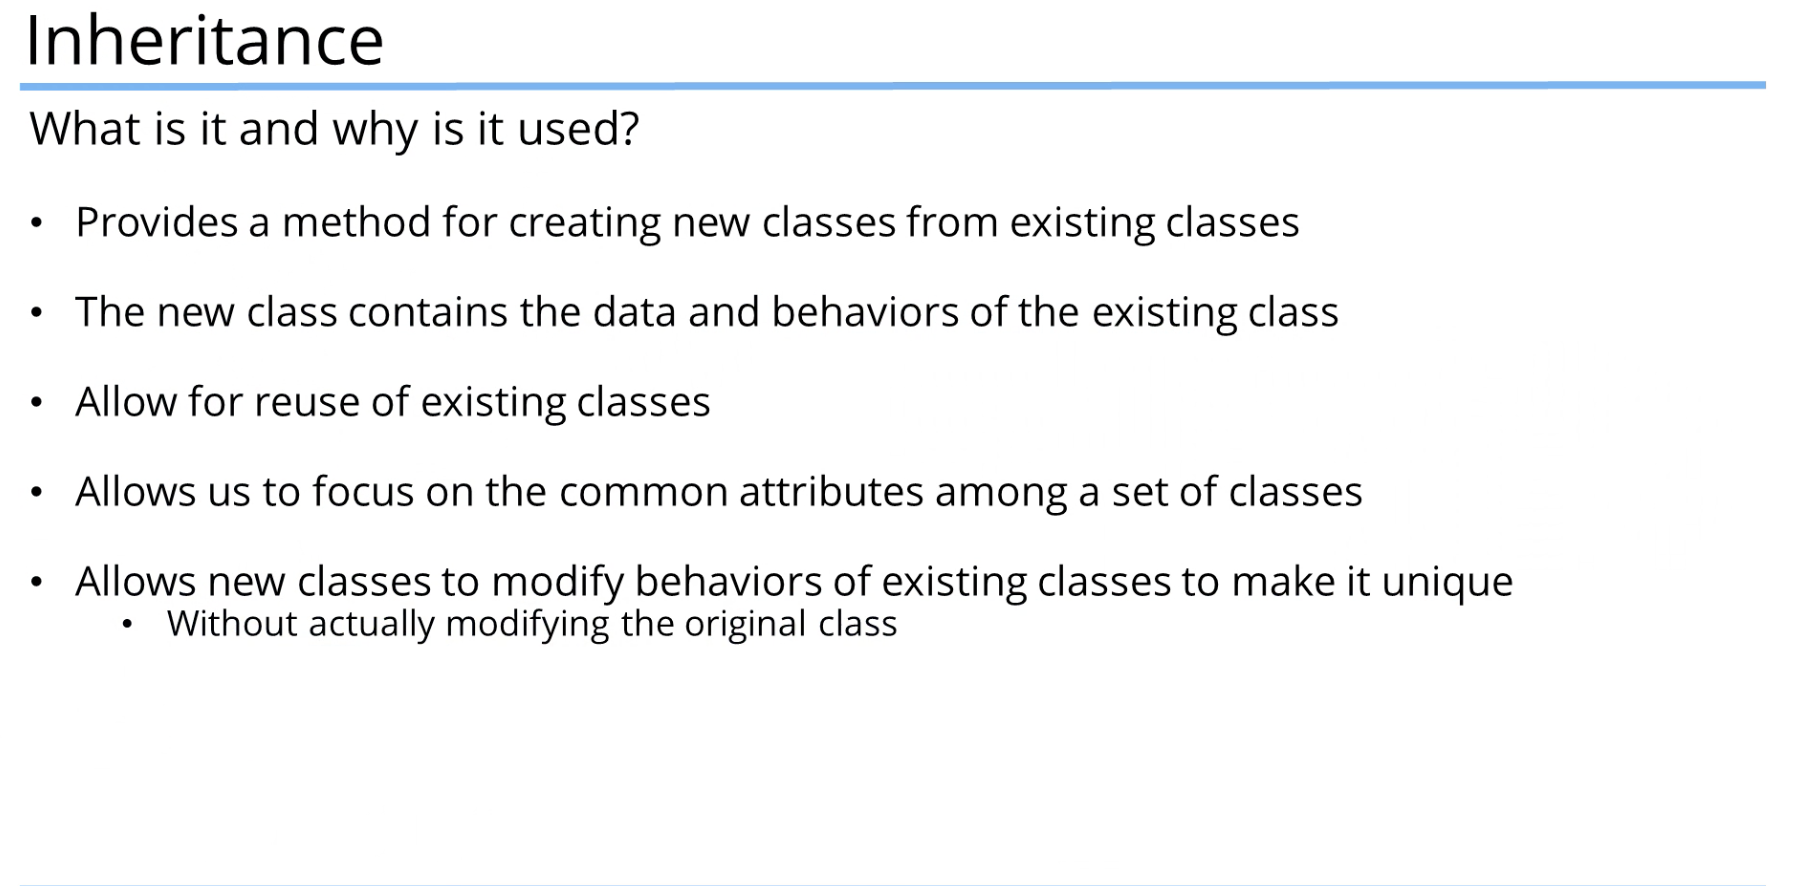 Inheritance
What is it and why is it used?
• Provides a method for creating new classes from existing classes
• The new class contains the data and behaviors of the existing class
• Allow for reuse of existing classes
• Allows us to focus on the common attributes among a set of classes
• Allows new classes to modify behaviors of existing classes to make it unique
• Without actually modifying the original class